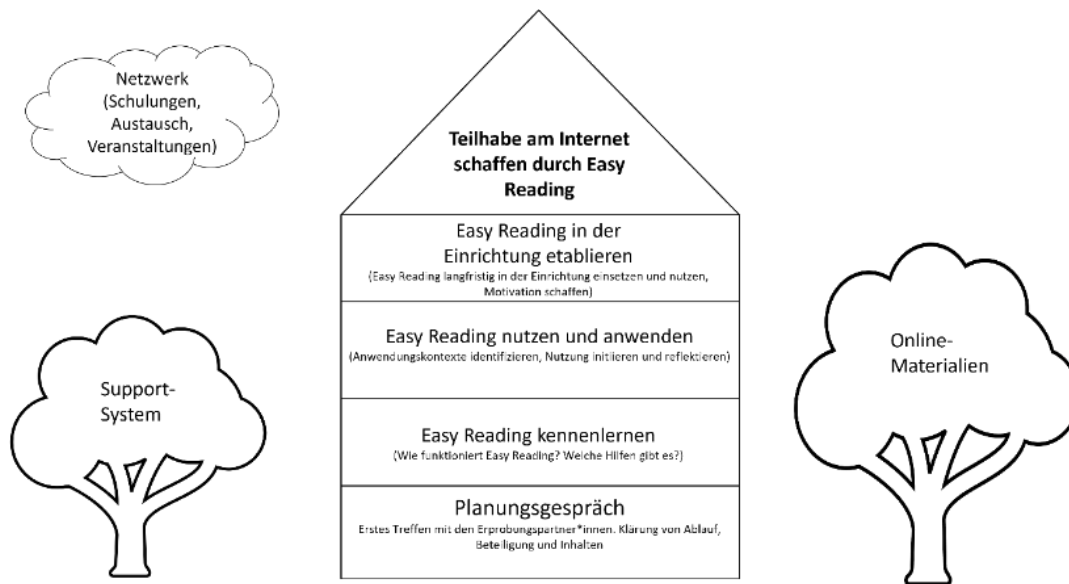 Netzwerk
(Schulungen,
Austausch,
Veranstaltungen)
Teilhabe am Internet
schaffen durch Easy
Reading
Easy Reading in der
Einrichtung etablieren
(Easy Reading langfristig in der Einrichtung einsetzen und nutzen,
Motivation schaffen)
Easy Reading nutzen und anwenden
(Anwendungskontexte identifizieren, Nutzung initiieren und reflektieren)
Easy Reading kennenlernen
(Wie funktioniert Easy Reading? Welche Hilfen gibt es?)
Planungsgespräch
Erstes Treffen mit den Erprobungspartner*innen. Klärung von Ablauf,
Beteiligung und Inhalten
Support-
System
Online-
Materialien